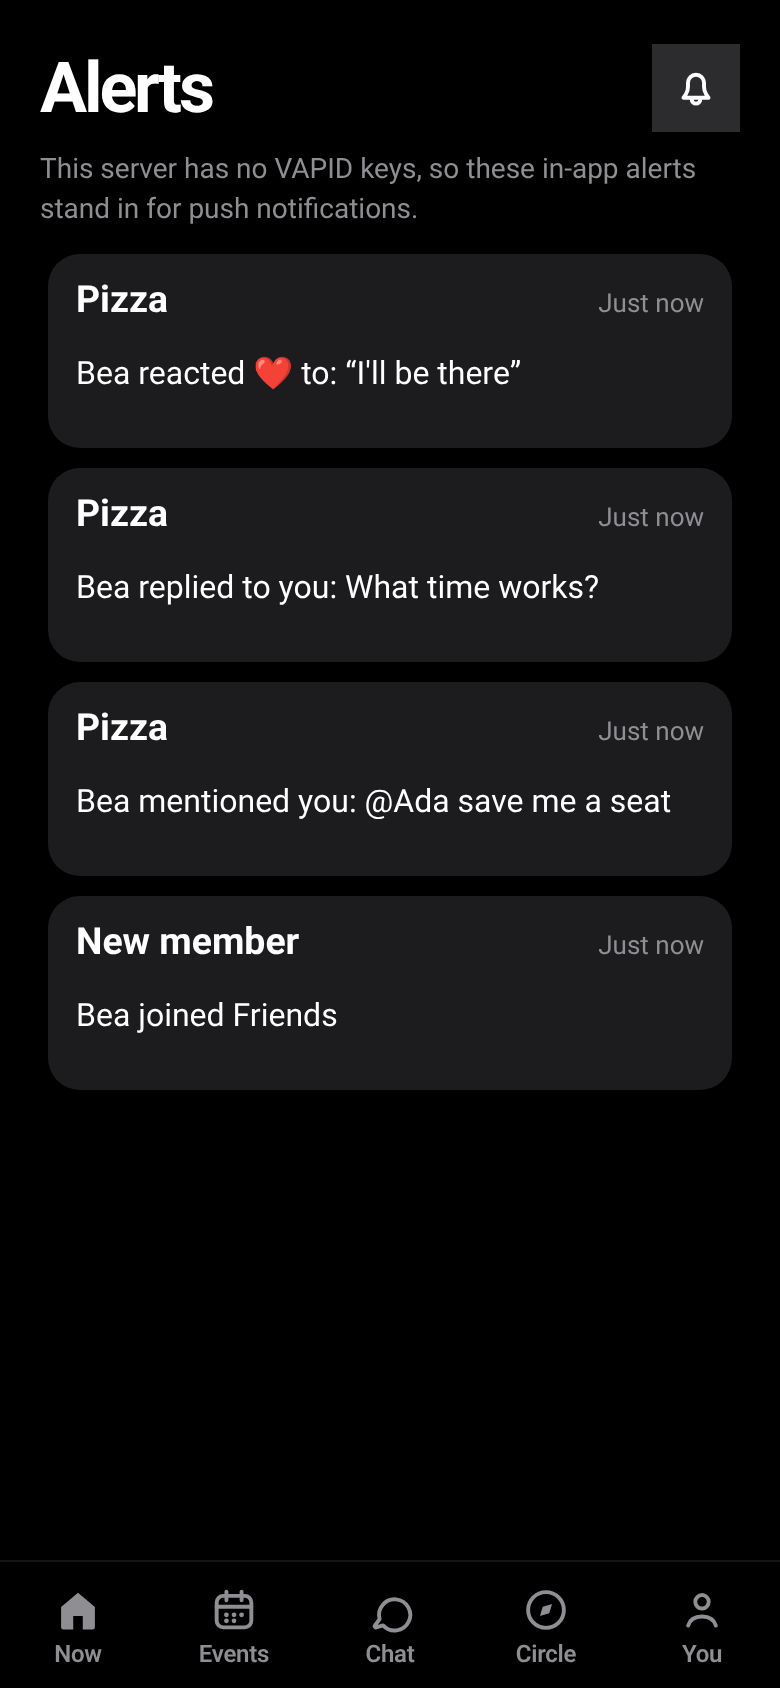 Alerts
This server has no VAPID keys, so these in-app alerts
stand in for push notifications.
Pizza
Just now
Bea reacted ❤️ to: “I'll be there”
Pizza
Just now
Bea replied to you: What time works?
Pizza
Just now
Bea mentioned you: @Ada save me a seat
New member
Just now
Bea joined Friends
Now
Events
Chat
Circle
You